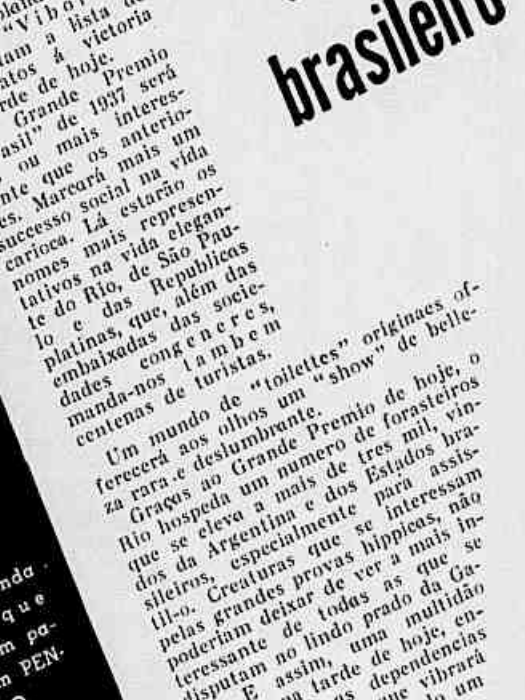 brasileiro
"Vibor
am a lista de
atos á victoria
rde de hoje.
Grande Premio
asil" de 1937 será
ou mais interes-
nte que os anterio-
es. Marcará mais um
successo social na vida
carioca. Lá estarão os
nomes mais represen-
tativos na vida elegan-
te do Rio, de São Pau-
lo e das Republicas
platinas, que, além das
embaixadas das socie-
dades congeneres,
manda-nos tambem
centenas de turistas.
Um mundo de "toilettes" originaes of-
ferecerá aos olhos um "show" de belle-
za rara e deslumbrante.
Graças ao Grande Premio de hoje, o
Rio hospeda um numero de forasteiros
que se eleva a mais de tres mil, vin-
dos da Argentina e dos Estados bra-
sileiros, especialmente para assis-
til-o. Creaturas que se interessam
pelas grandes provas hippicas, não
poderiam deixar de ver a mais in-
teressante de todas as que se
disputam no lindo prado da Ga-
E assim, uma multidão
na tarde de hoje, en-
dependencias
vibrará
um
nda
que
m pa-
m PEN-